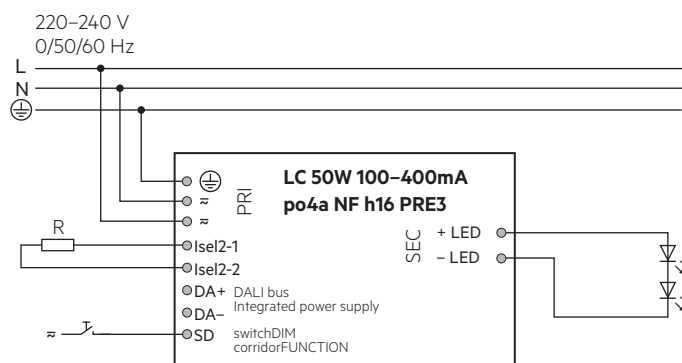 220–240 V
0/50/60 Hz
L
N
LC 50W 100–400mA
po4a NF h16 PRE3
PRI
≂
≂
R
Isel2-1
Isel2-2
SEC
+ LED
– LED
DA+ DALI bus
Integrated power supply
DA–
≂
SD switchDIM
corridorFUNCTION